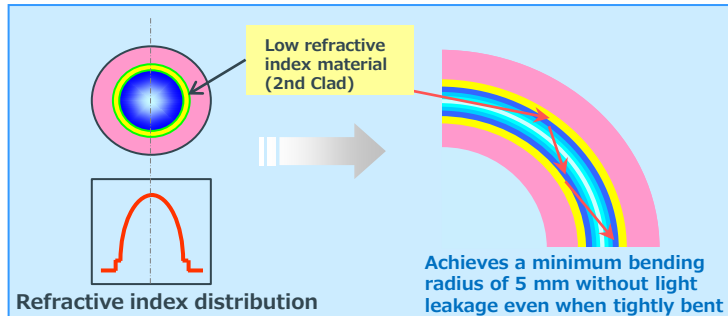 Low refractive
index material
(2nd Clad)
Refractive index distribution
Achieves a minimum bending
radius of 5 mm without light
leakage even when tightly bent